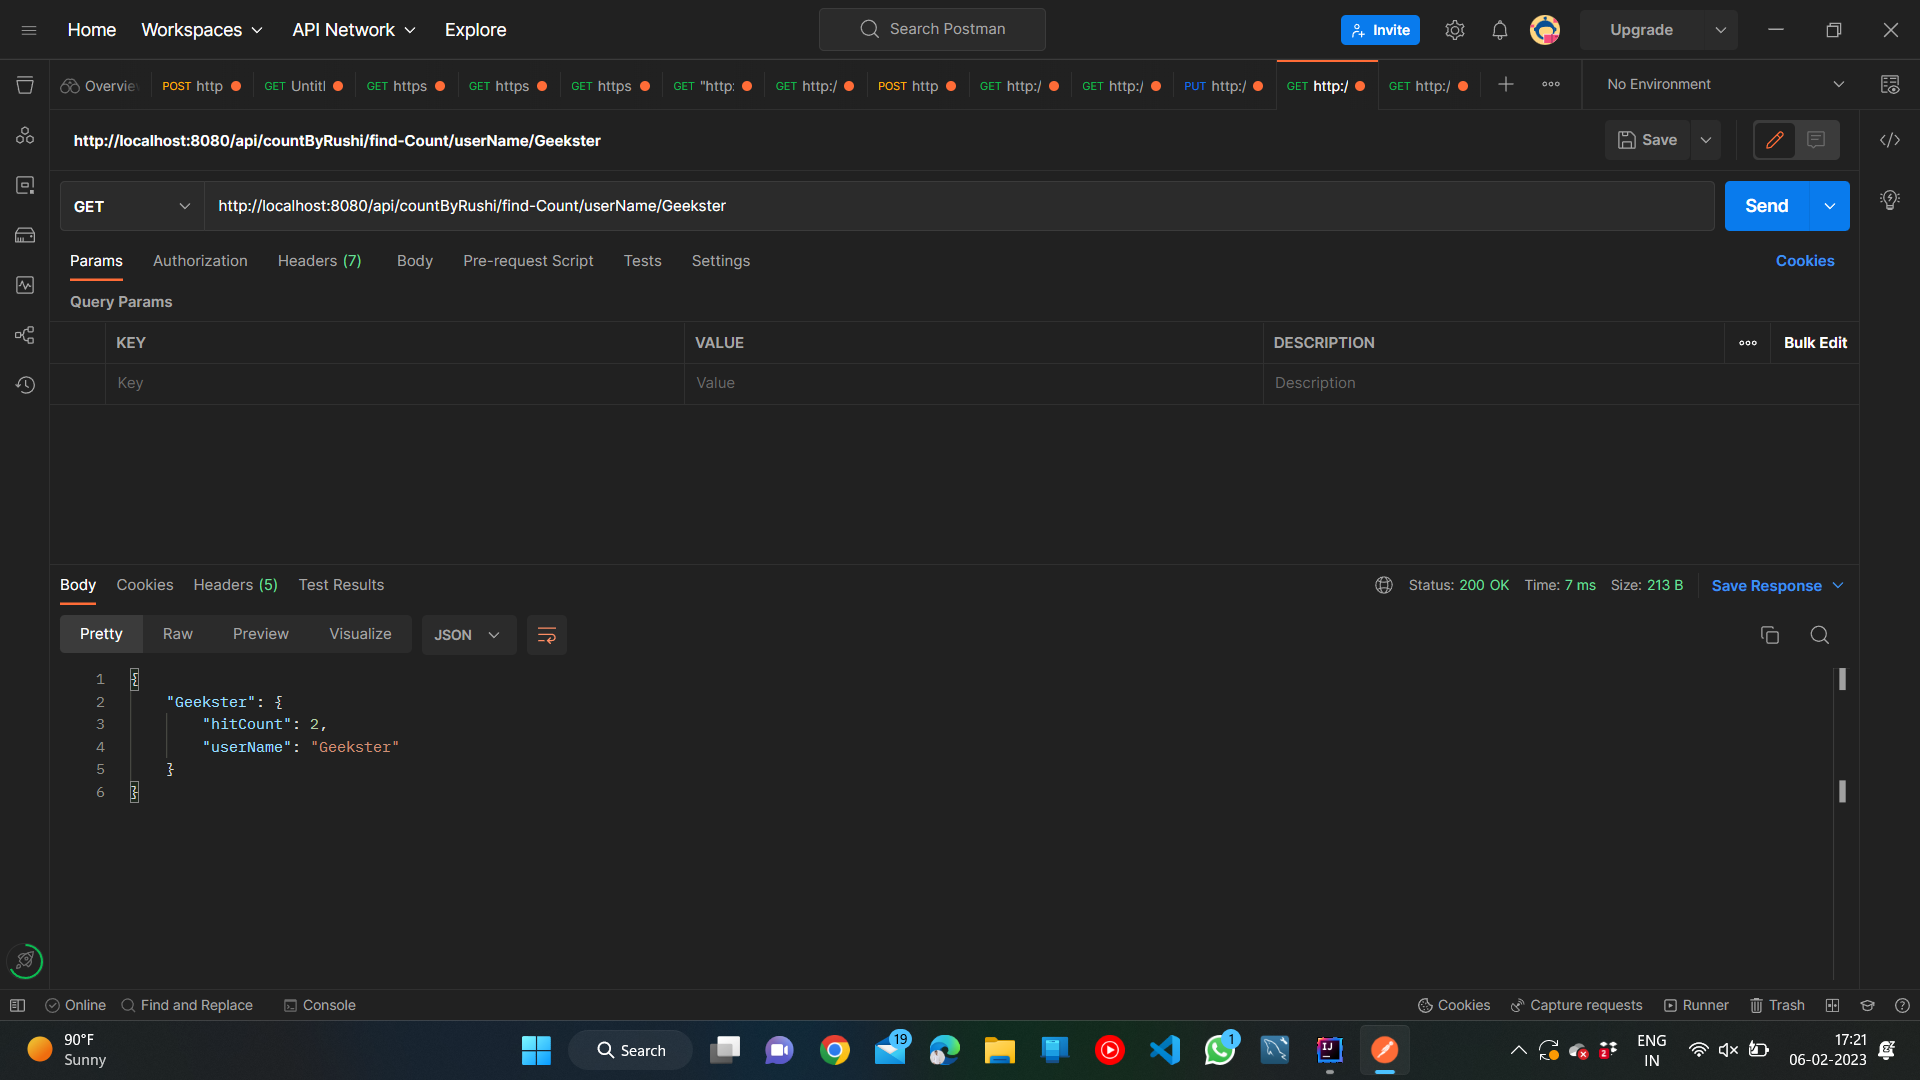 Home Workspaces API Network Explore Search Postman Invite Upgrade
Overvie POST http GET Untitl GET https GET https GET https GET "http: GET http:/ POST http GET http:/ GET http:/ PUT http:/ GET http:/ GET http:/ No Environment
http://localhost:8080/api/countByRushi/find-Count/userName/Geekster Save
GET http://localhost:8080/api/countByRushi/find-Count/userName/Geekster Send
Params Authorization Headers (7) Body Pre-request Script Tests Settings Cookies
Query Params
KEY VALUE DESCRIPTION Bulk Edit
Key Value Description
Body Cookies Headers (5) Test Results Status: 200 OK Time: 7 ms Size: 213 B Save Response
Pretty Raw Preview Visualize JSON
1 {
2 "Geekster": {
3 "hitCount": 2,
4 "userName": "Geekster"
5 }
6 }
Online Find and Replace Console Cookies Capture requests Runner Trash
90°F
Sunny
Search
19
1
2
ENG
IN
17:21
06-02-2023